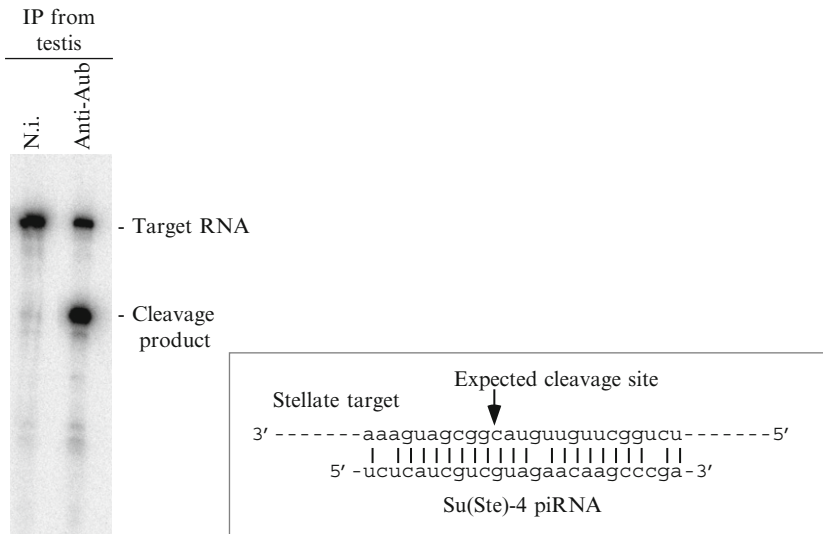 IP from
testis
N.i.
Anti-Aub
- Target RNA
- Cleavage
product
Expected cleavage site
Stellate target
3′ -------aaaguagcggcauguuguucggucu-------5′
5′ -ucucaucgucguagaacaagcccga-3′
Su(Ste)-4 piRNA